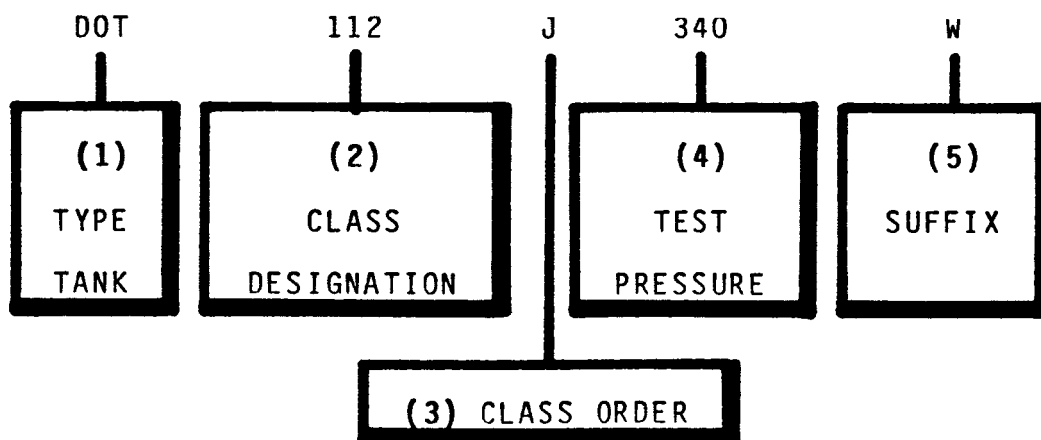 DOT 112 J 340 W
(1) (2) (4) (5)
TYPE CLASS TEST SUFFIX
TANK DESIGNATION PRESSURE
(3) CLASS ORDER